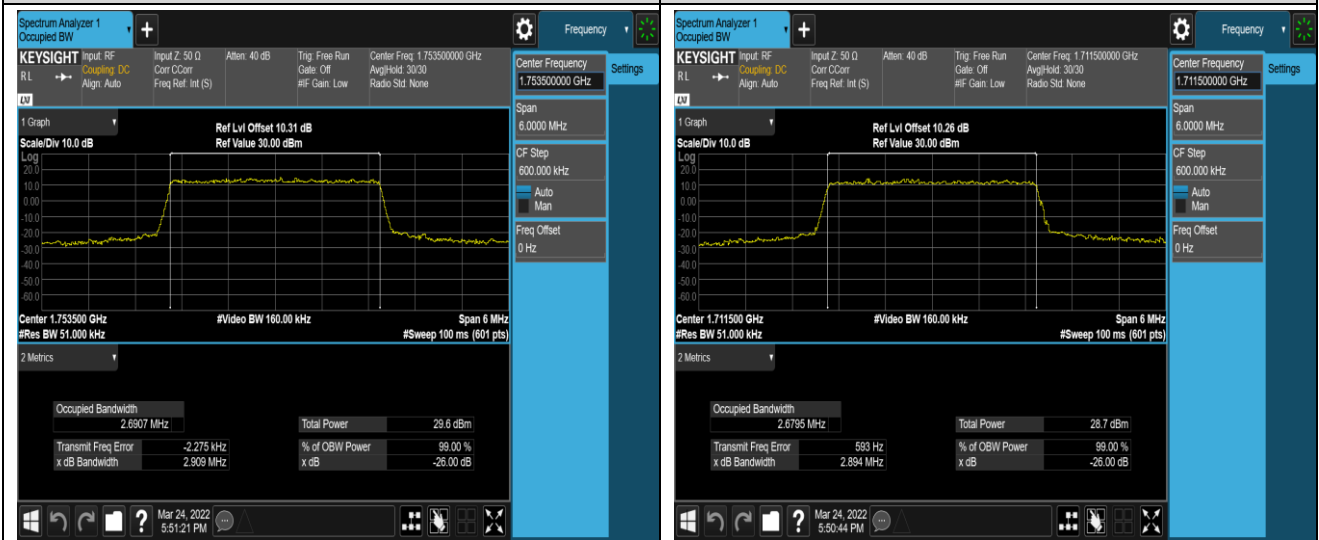 Spectrum Analyzer 1
Occupied BW
+
Frequency
KEYSIGHT Input: RF Input Z: 50 Ω Atten: 40 dB Trig: Free Run Center Freq: 1.753500000 GHz
Coupling: DC Corr CCorr Gate: Off Avg|Hold: 30/30
RL Align: Auto Freq Ref: Int (S) #IF Gain: Low Radio Std: None
LXI
Center Frequency
1.753500000 GHz
Settings
Span
6.0000 MHz
CF Step
600.000 kHz
Auto
Man
Freq Offset
0 Hz
1 Graph
Ref Lvl Offset 10.31 dB
Scale/Div 10.0 dB Ref Value 30.00 dBm
Log
20.0
10.0
0.00
-10.0
-20.0
-30.0
-40.0
-50.0
-60.0
Center 1.753500 GHz #Video BW 160.00 kHz Span 6 MHz
#Res BW 51.000 kHz #Sweep 100 ms (601 pts)
2 Metrics
Occupied Bandwidth
2.6907 MHz Total Power 29.6 dBm
Transmit Freq Error -2.275 kHz % of OBW Power 99.00 %
x dB Bandwidth 2.909 MHz x dB -26.00 dB
?
Mar 24, 2022
5:51:21 PM
Spectrum Analyzer 1
Occupied BW
+
Frequency
KEYSIGHT Input: RF Input Z: 50 Ω Atten: 40 dB Trig: Free Run Center Freq: 1.711500000 GHz
Coupling: DC Corr CCorr Gate: Off Avg|Hold: 30/30
RL Align: Auto Freq Ref: Int (S) #IF Gain: Low Radio Std: None
LXI
Center Frequency
1.711500000 GHz
Settings
Span
6.0000 MHz
CF Step
600.000 kHz
Auto
Man
Freq Offset
0 Hz
1 Graph
Ref Lvl Offset 10.26 dB
Scale/Div 10.0 dB Ref Value 30.00 dBm
Log
20.0
10.0
0.00
-10.0
-20.0
-30.0
-40.0
-50.0
-60.0
Center 1.711500 GHz #Video BW 160.00 kHz Span 6 MHz
#Res BW 51.000 kHz #Sweep 100 ms (601 pts)
2 Metrics
Occupied Bandwidth
2.6795 MHz Total Power 28.7 dBm
Transmit Freq Error 593 Hz % of OBW Power 99.00 %
x dB Bandwidth 2.894 MHz x dB -26.00 dB
?
Mar 24, 2022
5:50:44 PM